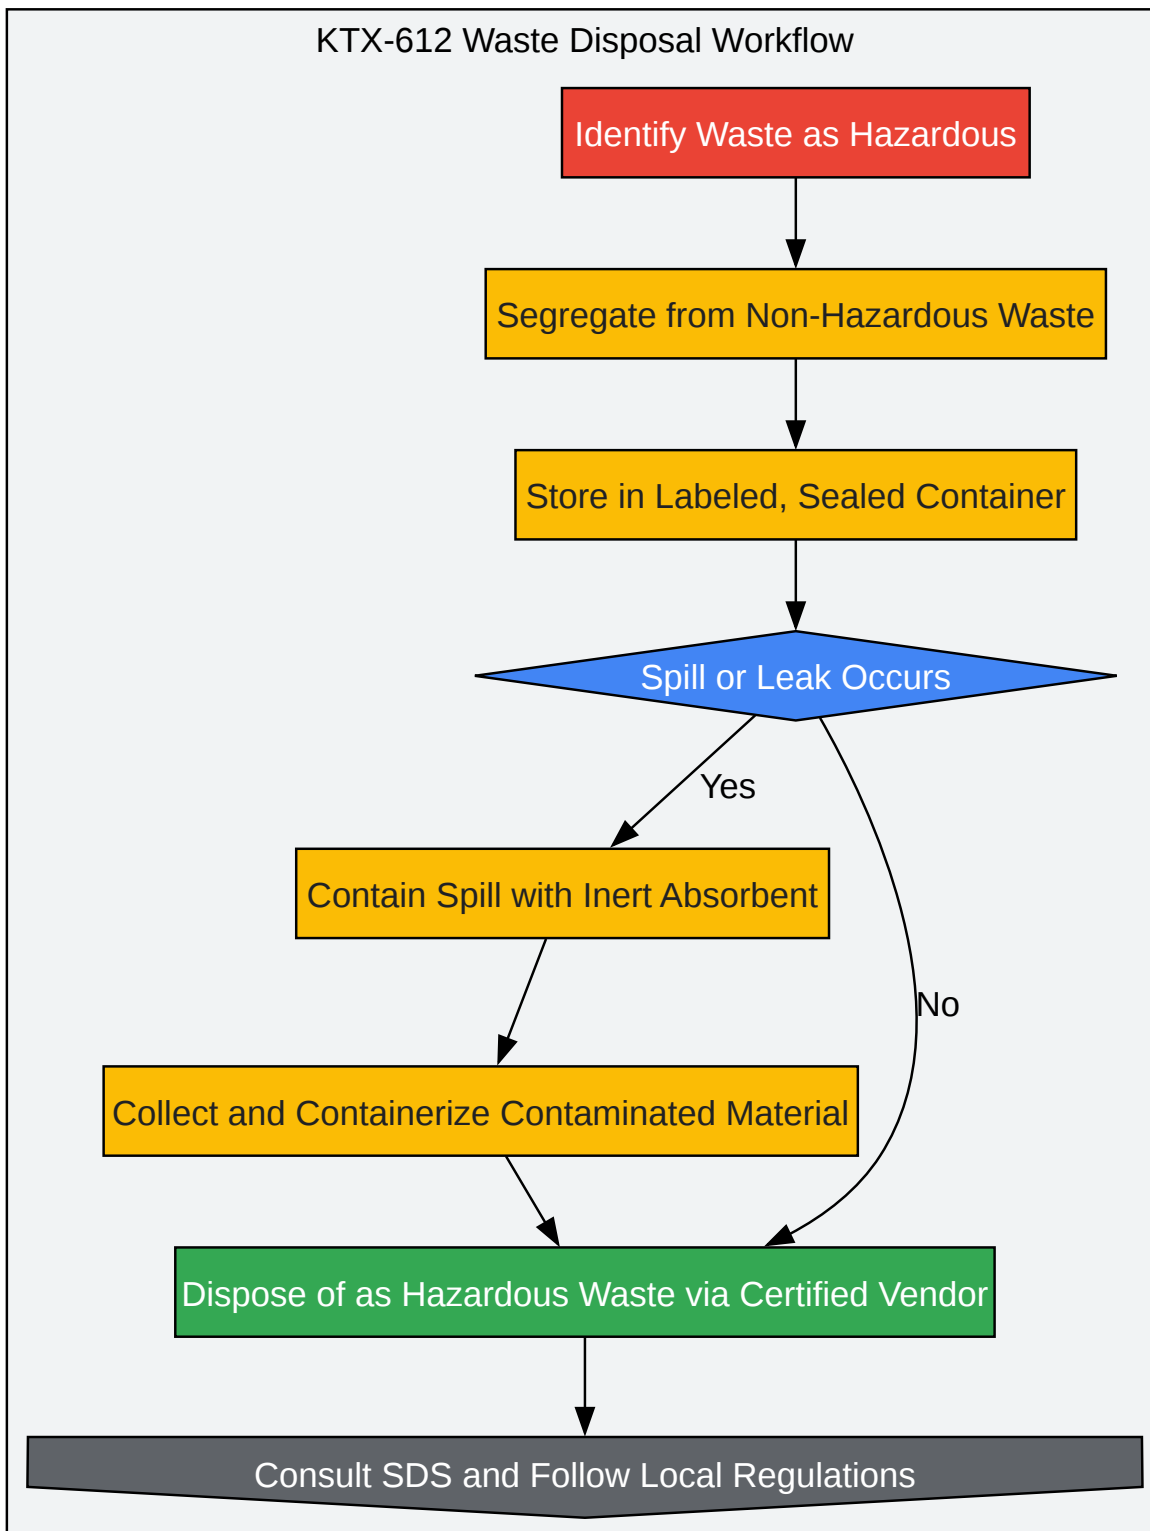 KTX-612 Waste Disposal Workflow
Identify Waste as Hazardous
Segregate from Non-Hazardous Waste
Store in Labeled, Sealed Container
Spill or Leak Occurs
Yes
Contain Spill with Inert Absorbent
No
Collect and Containerize Contaminated Material
Dispose of as Hazardous Waste via Certified Vendor
Consult SDS and Follow Local Regulations